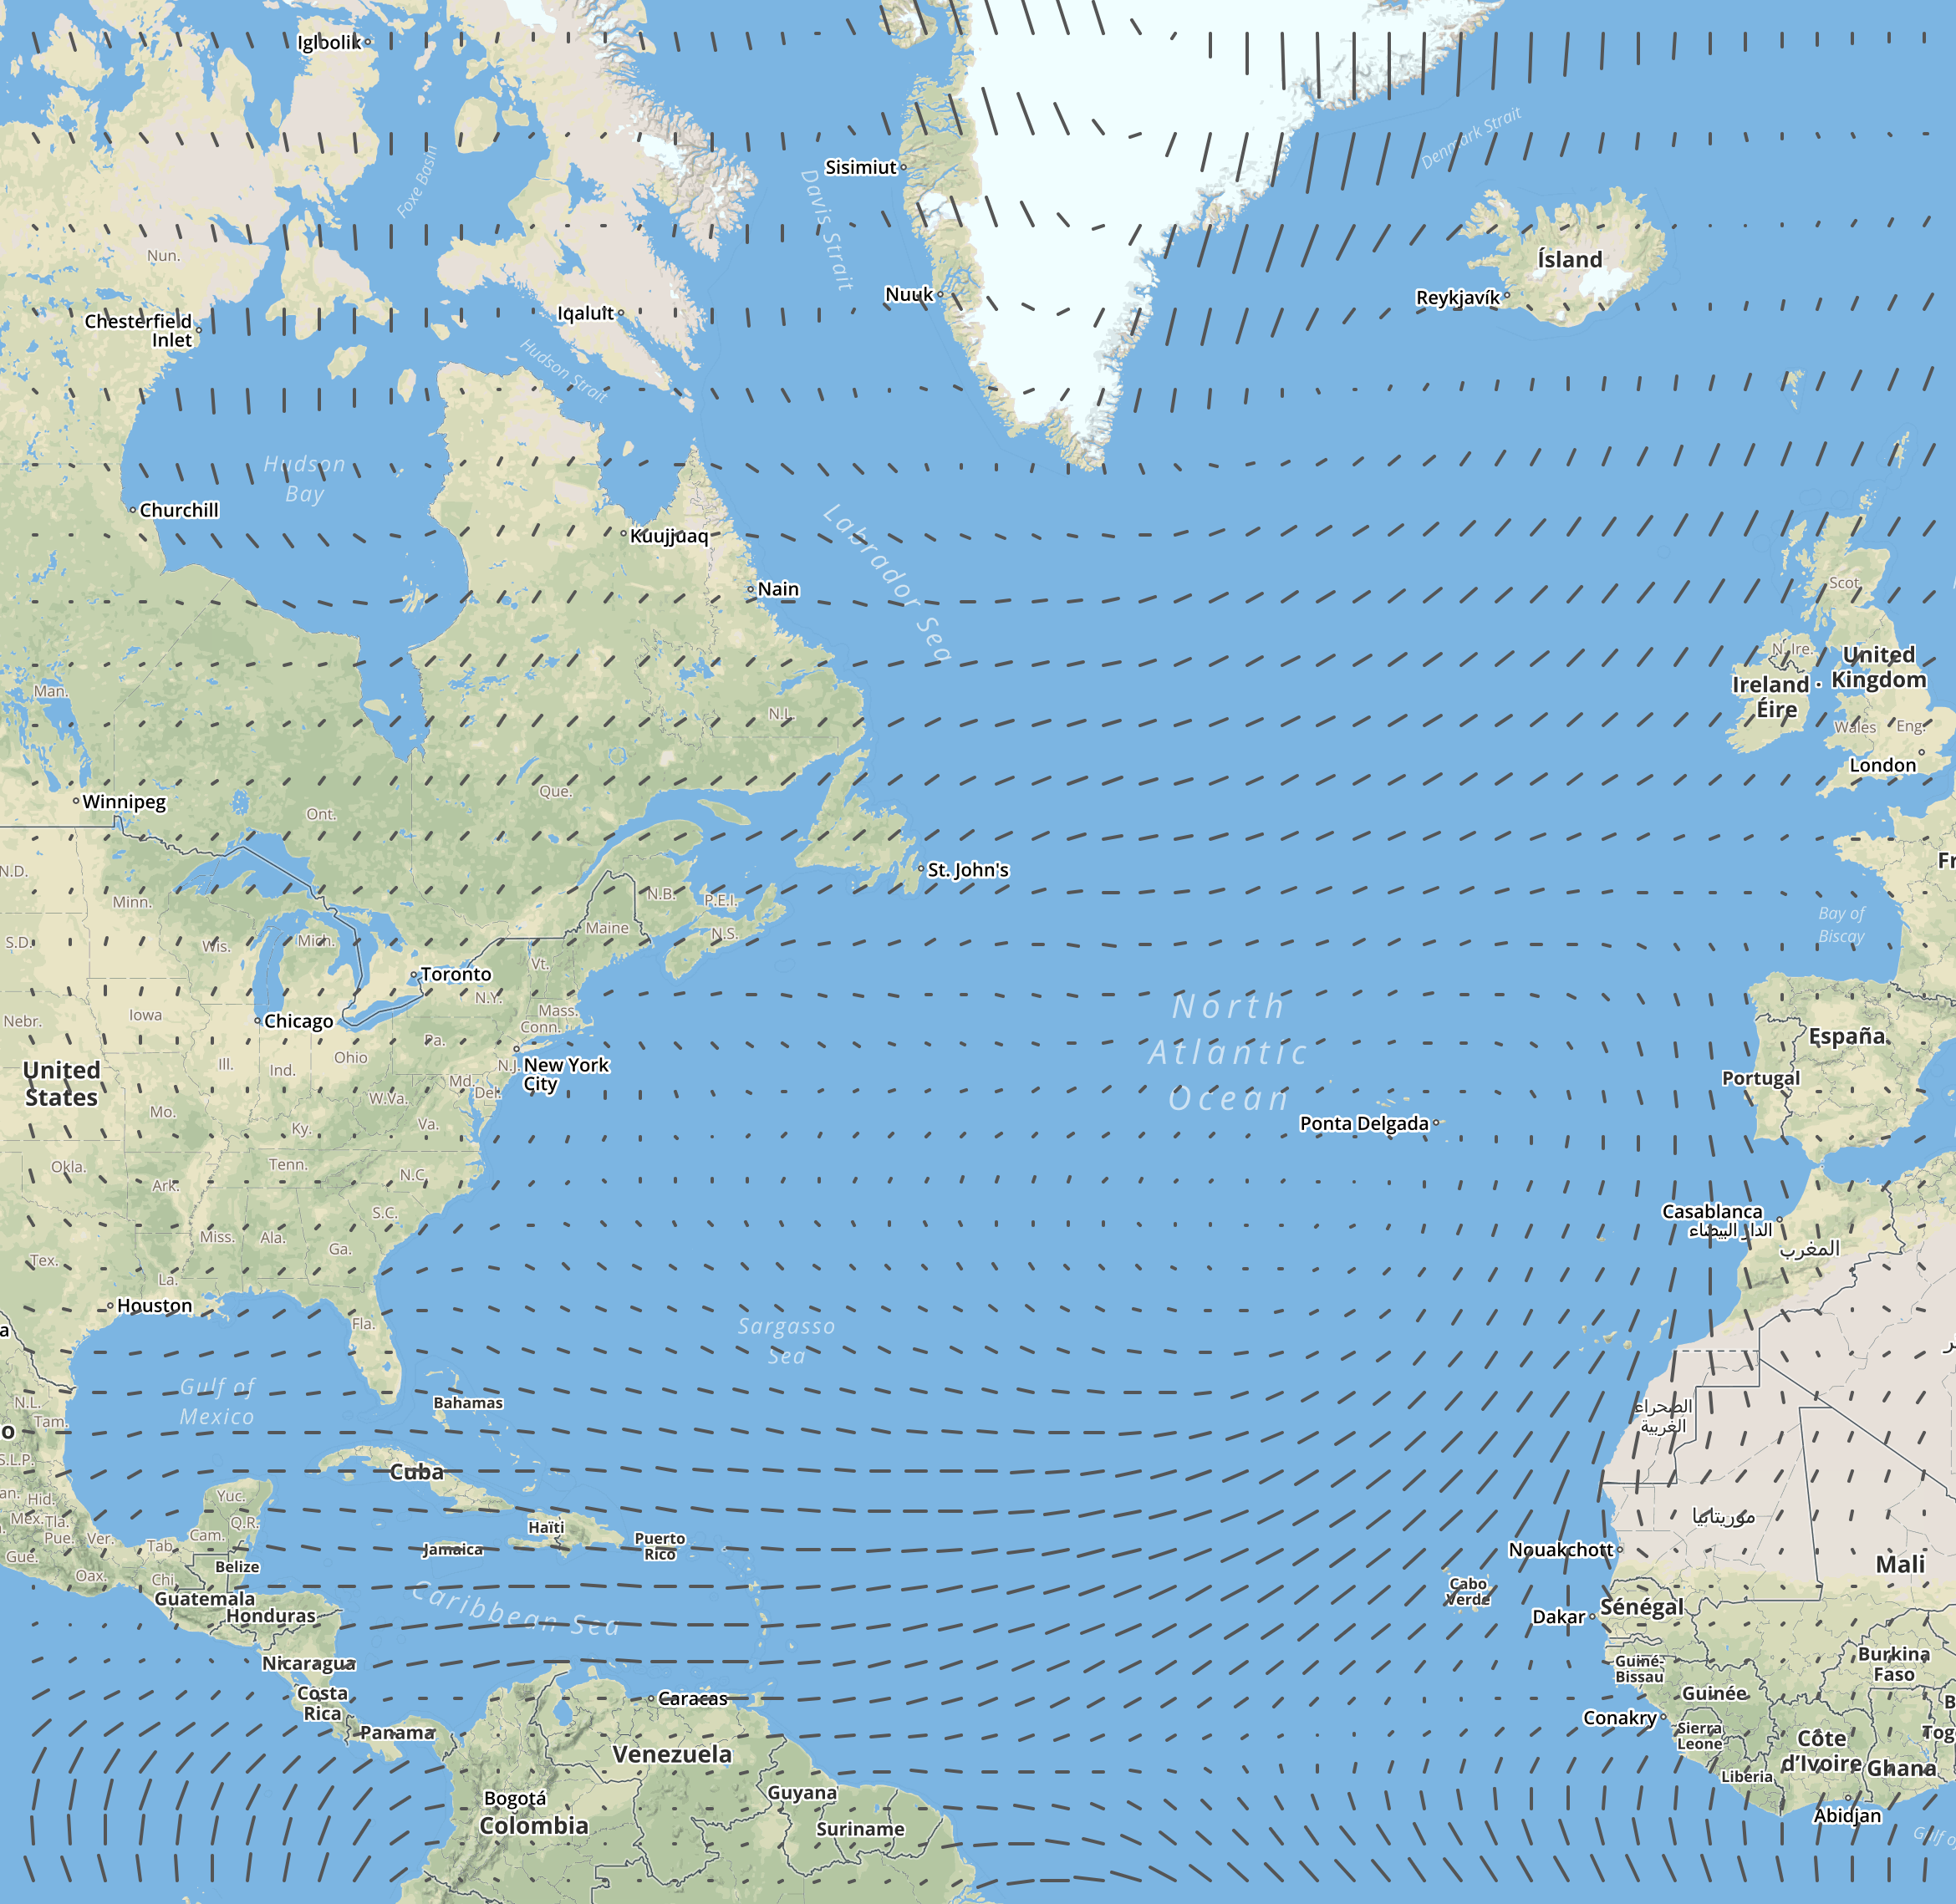 Igloolik
Foxe Basin
Sisimiut
Davis Strait
Denmark Strait
Nun.
Ísland
Nuuk
Reykjavík
Chesterfield
Inlet
Iqaluit
Hudson Strait
Hudson
Bay
Churchill
Kuujjuaq
Labrador Sea
Nain
Scot.
N. Ire.
United
Kingdom
Ireland
Éire
Man.
N.L.
Wales
Eng.
London
Winnipeg
Ont.
Que.
St. John's
Fr
N.D.
Minn.
N.B.
P.E.I.
Maine
N.S.
Bay of
Biscay
S.D.
Wis.
Mich.
Vt.
Toronto
N.Y.
Nebr.
Iowa
Chicago
Mass.
Conn.
North
Atlantic
Ocean
España
Ill.
Ind.
Ohio
Pa.
N.J.
New York
City
United
States
Md.
Del.
Portugal
Mo.
W.Va.
Ky.
Va.
Ponta Delgada
Okla.
Ark.
Tenn.
N.C.
S.C.
Casablanca
الدار البيضاء
المغرب
Tex.
Miss.
Ala.
Ga.
La.
Houston
Fla.
Sargasso
Sea
Gulf of
Mexico
N.L.
Tam.
Bahamas
الصحراء
الغربية
S.L.P.
Cuba
Hid.
Yuc.
Mex.
Tla.
Pue.
Ver.
Cam.
Q.R.
Haïti
Puerto
Rico
موريتانيا
Gue.
Tab.
Jamaica
Nouakchott
Mali
Oax.
Chi.
Belize
Cabo
Verde
Guatemala
Honduras
Caribbean Sea
Dakar
Sénégal
Nicaragua
Guiné-
Bissau
Burkina
Faso
Costa
Rica
Caracas
Guinée
Panama
Conakry
Sierra
Leone
Togo
Venezuela
Côte
d'Ivoire
Ghana
Liberia
Bogotá
Colombia
Guyana
Suriname
Abidjan
Gulf o